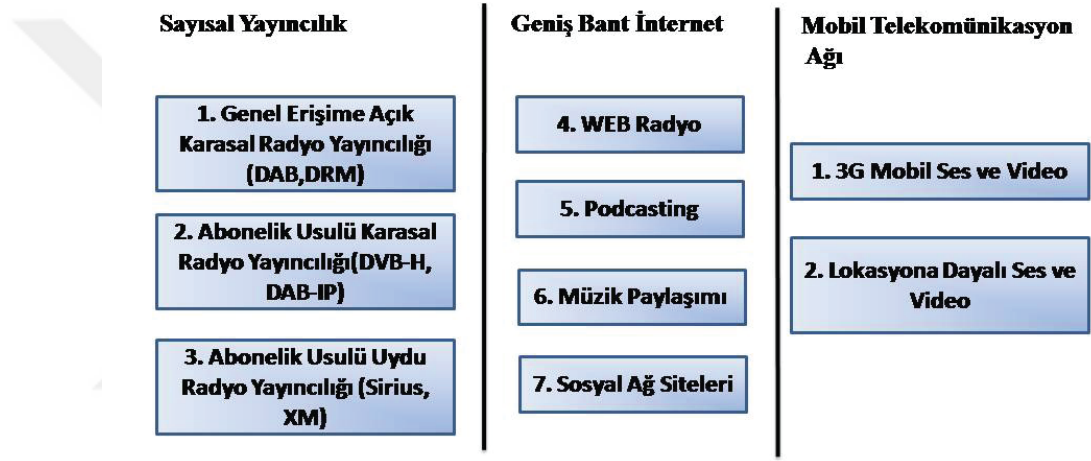 Sayısal Yayıncılık
1. Genel Erişime Açık
Karasal Radyo Yayıncılığı
(DAB,DRM)
2. Abonelik Usulü Karasal
Radyo Yayıncılığı(DVB-H,
DAB-IP)
3. Abonelik Usulü Uydu
Radyo Yayıncılığı (Sirius,
XM)
Geniş Bant İnternet
4. WEB Radyo
5. Podcasting
6. Müzik Paylaşımı
7. Sosyal Ağ Siteleri
Mobil Telekomünikasyon
Ağı
1. 3G Mobil Ses ve Video
2. Lokasyona Dayalı Ses ve
Video